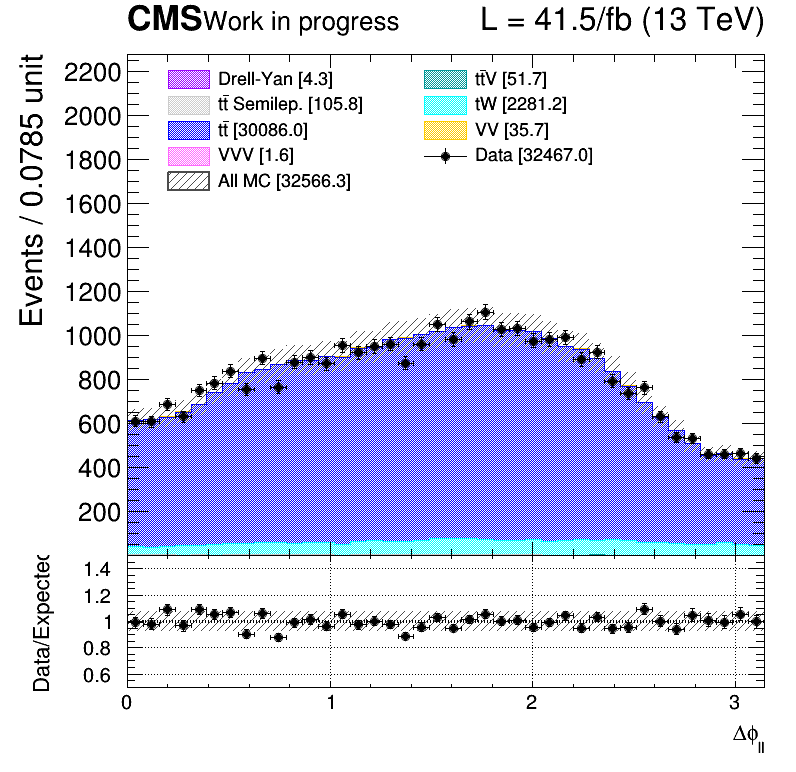 CMS Work in progress L = 41.5/fb (13 TeV)
Events / 0.0785 unit
2200
2000
1800
1600
1400
1200
1000
800
600
400
200
Drell-Yan [4.3]
tt̄ Semilep. [105.8]
tt̄ [30086.0]
VVV [1.6]
All MC [32566.3]
tt̄V [51.7]
tW [2281.2]
VV [35.7]
Data [32467.0]
Data/Expected
1.4
1.2
1
0.8
0.6
0 1 2 3
Δϕ_ll